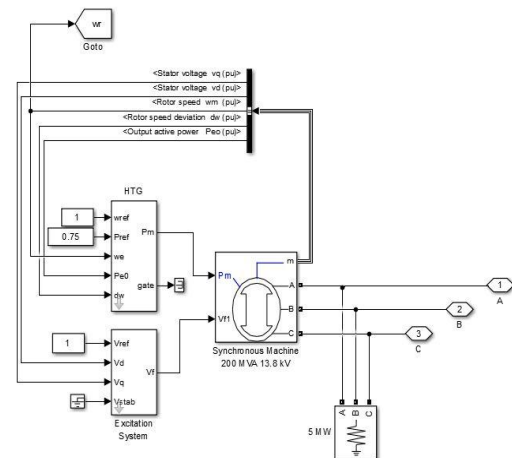 wr
Goto
<Stator voltage vq (pu)>
<Stator voltage vd (pu)>
<Rotor speed wm (pu)>
<Rotor speed deviation dw (pu)>
<Output active power Peo (pu)>
HTG
1
wref
Pm
0.75
Pref
we
Pe0
gate
dw
m
Pm
A
1
A
B
2
B
Vf1
C
3
C
1
Vref
Vd
Vf
Vq
Vstab
Synchronous Machine
200 MVA 13.8 kV
Excitation
System
A B C
5 MW